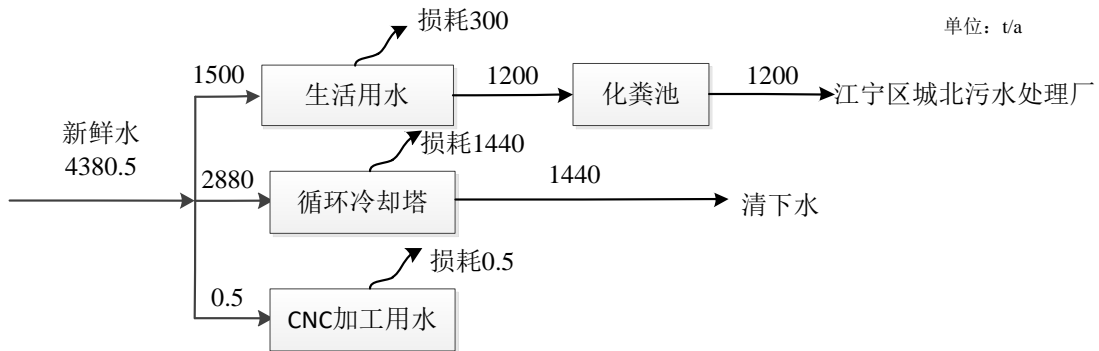 损耗300
单位：t/a
1500
生活用水
1200
化粪池
1200
江宁区城北污水处理厂
新鲜水
4380.5
损耗1440
2880
循环冷却塔
1440
清下水
损耗0.5
0.5
CNC加工用水